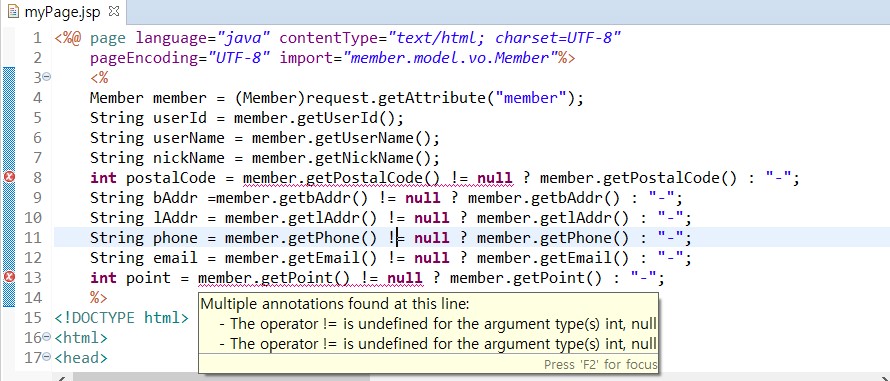 myPage.jsp
1 <%@ page language="java" contentType="text/html; charset=UTF-8"
2 pageEncoding="UTF-8" import="member.model.vo.Member"%>
3 <%
4 Member member = (Member)request.getAttribute("member");
5 String userId = member.getUserId();
6 String userName = member.getUserName();
7 String nickName = member.getNickName();
8 int postalCode = member.getPostalCode() != null ? member.getPostalCode() : "-";
9 String bAddr =member.getbAddr() != null ? member.getbAddr() : "-";
10 String lAddr = member.getlAddr() != null ? member.getlAddr() : "-";
11 String phone = member.getPhone() != null ? member.getPhone() : "-";
12 String email = member.getEmail() != null ? member.getEmail() : "-";
13 int point = member.getPoint() != null ? member.getPoint() : "-";
14 %>
Multiple annotations found at this line:
15 <!DOCTYPE html>
- The operator != is undefined for the argument type(s) int, null
16 <html>
- The operator != is undefined for the argument type(s) int, null
17 <head>
Press 'F2' for focus